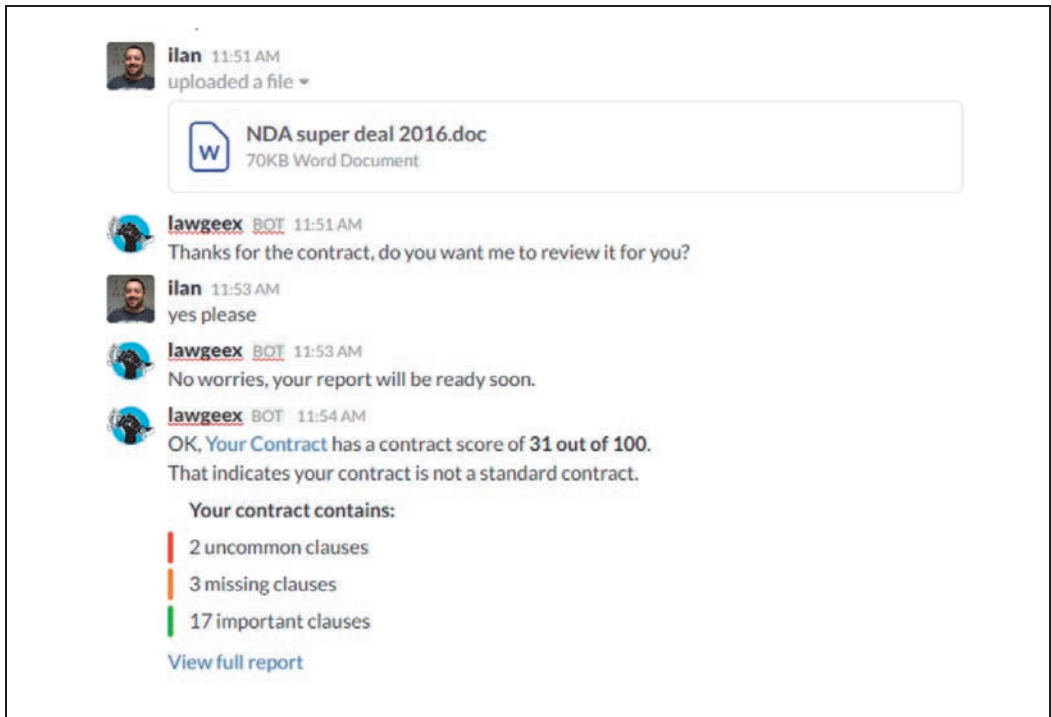 ilan 11:51 AM
uploaded a file
W
NDA super deal 2016.doc
70KB Word Document
lawgeex BOT 11:51 AM
Thanks for the contract, do you want me to review it for you?
ilan 11:53 AM
yes please
lawgeex BOT 11:53 AM
No worries, your report will be ready soon.
lawgeex BOT 11:54 AM
OK, Your Contract has a contract score of 31 out of 100.
That indicates your contract is not a standard contract.
Your contract contains:
2 uncommon clauses
3 missing clauses
17 important clauses
View full report